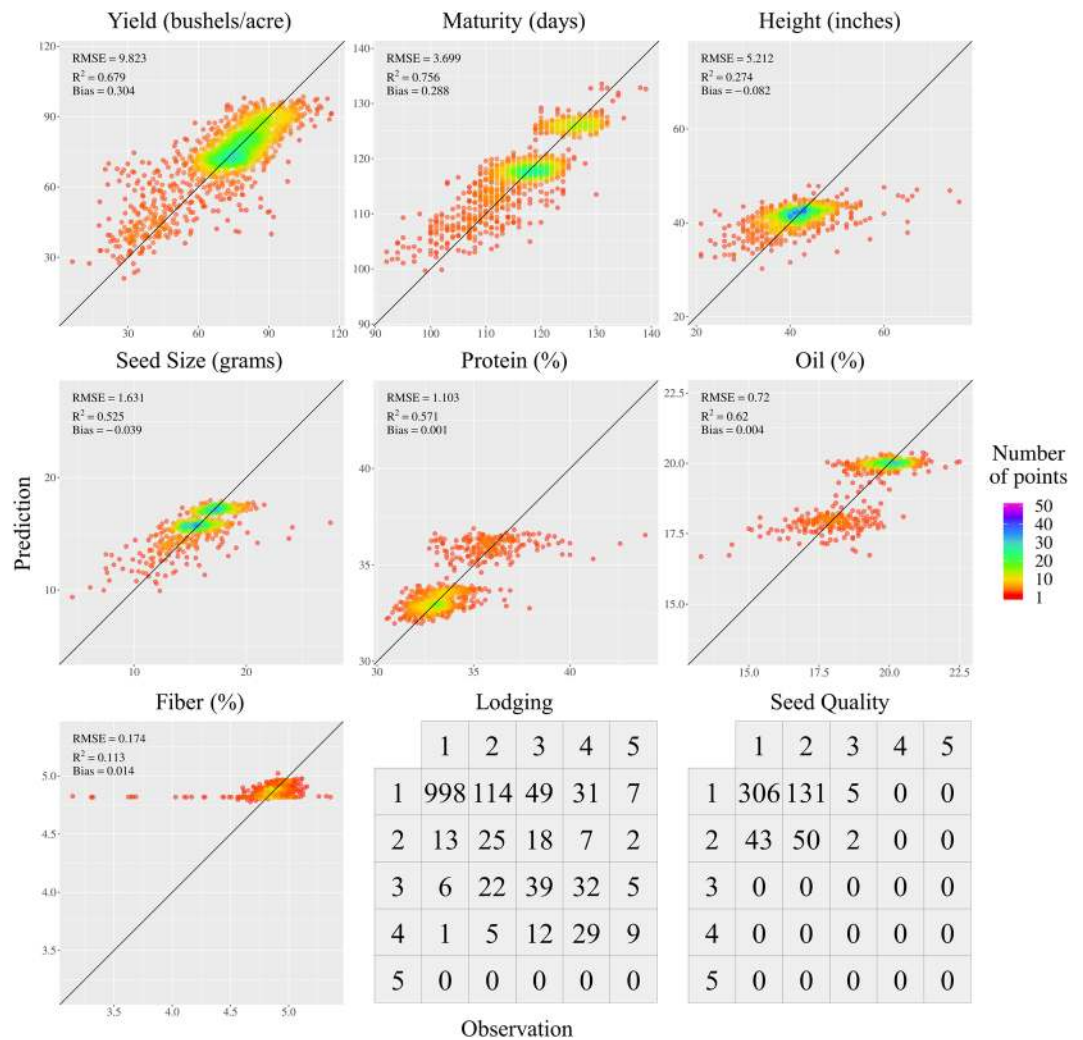 Yield (bushels/acre) Maturity (days) Height (inches)
RMSE = 9.823
R² = 0.679
Bias = 0.304
120
90
60
30
30 60 90 120
RMSE = 3.699
R² = 0.756
Bias = 0.288
140
130
120
110
100
90
90 100 110 120 130 140
RMSE = 5.212
R² = 0.274
Bias = −0.082
60
40
20
20 40 60
Seed Size (grams) Protein (%) Oil (%)
RMSE = 1.631
R² = 0.525
Bias = −0.039
20
10
10 20
RMSE = 1.103
R² = 0.571
Bias = 0.001
40
35
30
30 35 40
RMSE = 0.72
R² = 0.62
Bias = 0.004
22.5
20.0
17.5
15.0
15.0 17.5 20.0 22.5
Prediction
Number
of points
50
40
30
20
10
1
Fiber (%) Lodging Seed Quality
RMSE = 0.174
R² = 0.113
Bias = 0.014
5.0
4.5
4.0
3.5
3.5 4.0 4.5 5.0
1 2 3 4 5
1 998 114 49 31 7
2 13 25 18 7 2
3 6 22 39 32 5
4 1 5 12 29 9
5 0 0 0 0 0
1 2 3 4 5
1 306 131 5 0 0
2 43 50 2 0 0
3 0 0 0 0 0
4 0 0 0 0 0
5 0 0 0 0 0
Observation